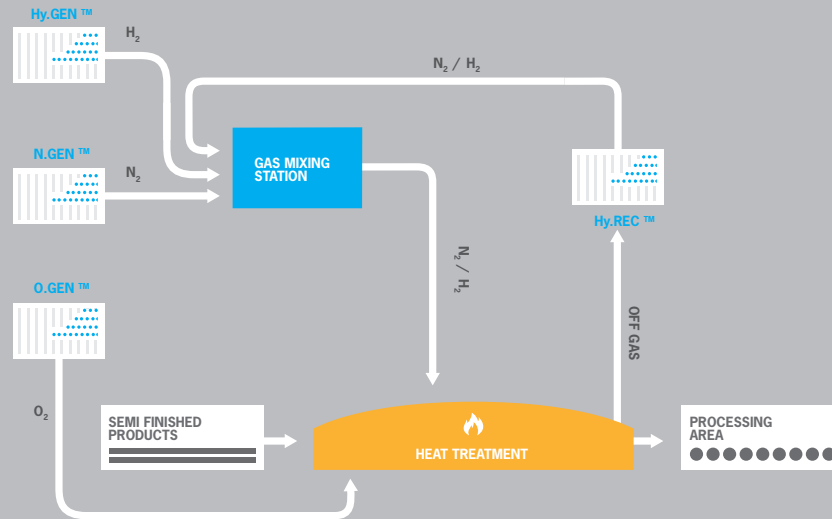 Hy.GEN ™
H₂
N₂ / H₂
N.GEN ™
N₂
GAS MIXING
STATION
Hy.REC ™
N₂ / H₂
O.GEN ™
OFF GAS
O₂
SEMI FINISHED
PRODUCTS
HEAT TREATMENT
PROCESSING
AREA